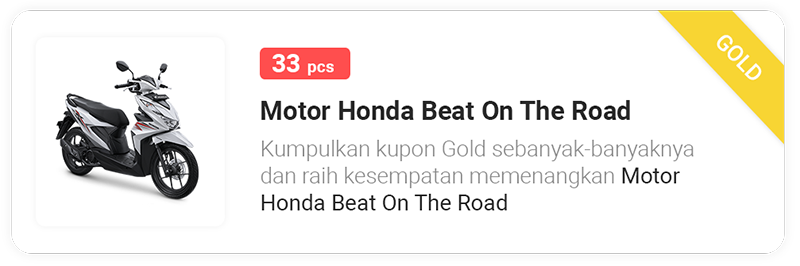 33 pcs
GOLD
Motor Honda Beat On The Road
Kumpulkan kupon Gold sebanyak-banyaknya
dan raih kesempatan memenangkan Motor
Honda Beat On The Road